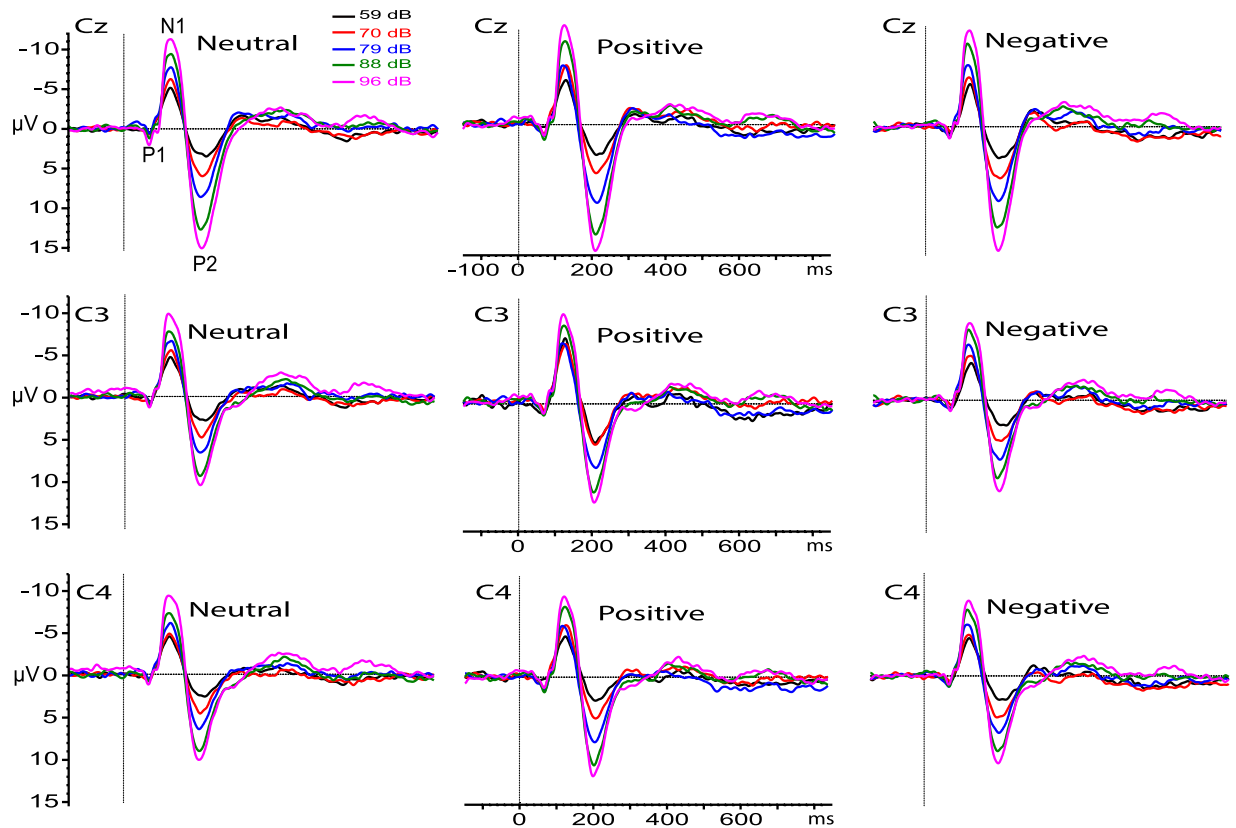 Cz N1 Neutral
59 dB
70 dB
79 dB
88 dB
96 dB
Cz Positive
Cz Negative
-10
-5
µV 0
5
10
15
P1
P2
-100 0 200 400 600 ms
C3 Neutral
C3 Positive
C3 Negative
-10
-5
µV 0
5
10
15
0 200 400 600 ms
C4 Neutral
C4 Positive
C4 Negative
-10
-5
µV 0
5
10
15
0 200 400 600 ms